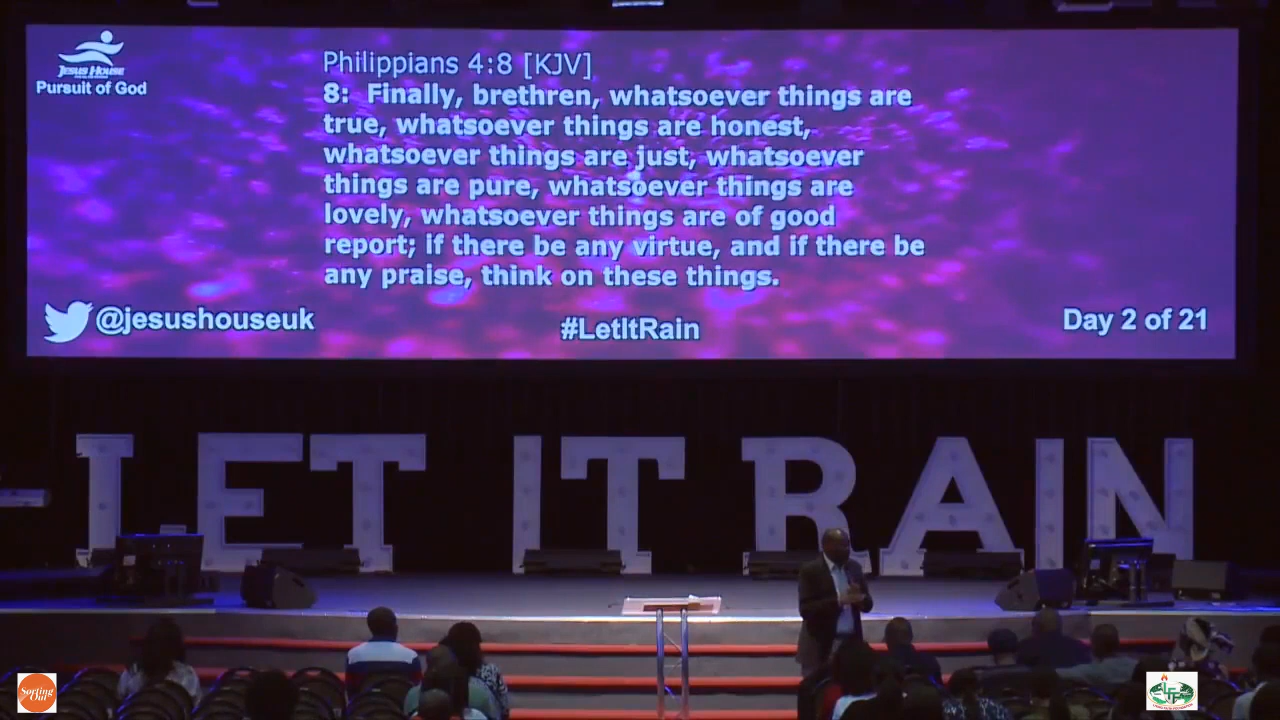 JESUS HOUSE
Pursuit of God
Philippians 4:8 [KJV]
8: Finally, brethren, whatsoever things are
true, whatsoever things are honest,
whatsoever things are just, whatsoever
things are pure, whatsoever things are
lovely, whatsoever things are of good
report; if there be any virtue, and if there be
any praise, think on these things.
@jesushouseuk
#LetItRain
Day 2 of 21
LET IT RAIN
Sorting
Out